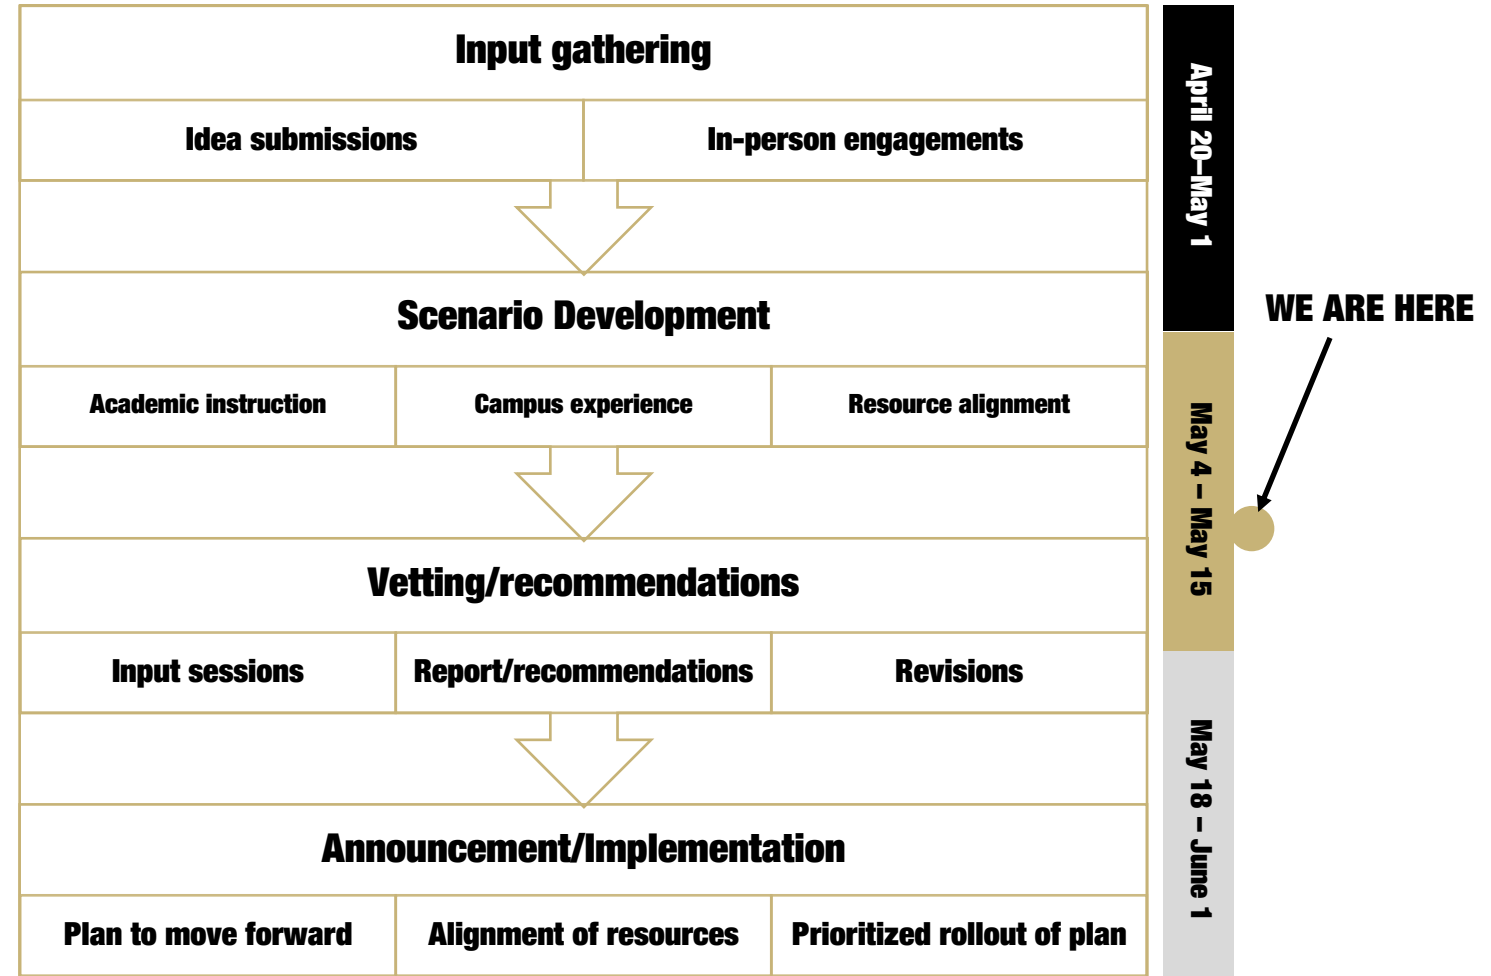 Input gathering
Idea submissions
In-person engagements
Scenario Development
Academic instruction
Campus experience
Resource alignment
Vetting/recommendations
Input sessions
Report/recommendations
Revisions
Announcement/Implementation
Plan to move forward
Alignment of resources
Prioritized rollout of plan
April 20–May 1
May 4 – May 15
May 18 – June 1
WE ARE HERE